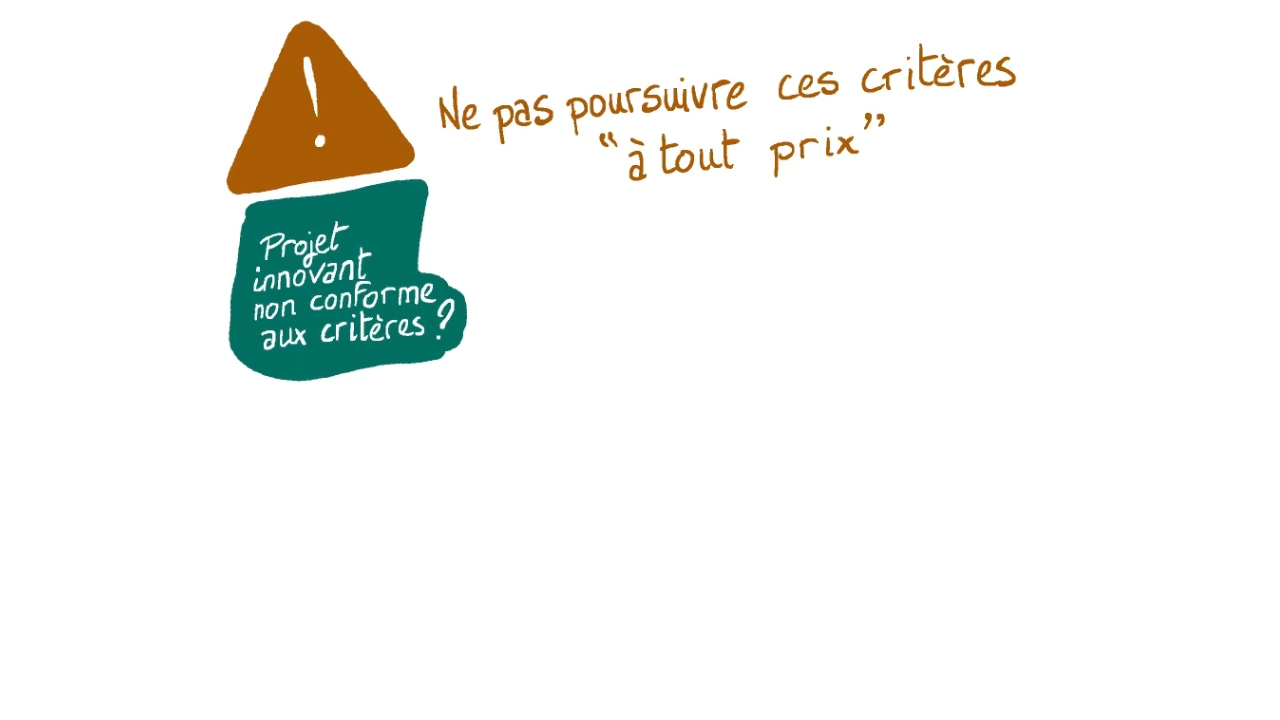 Ne pas poursuivre ces critères
“à tout prix”
Projet
innovant
non conforme
aux critères ?